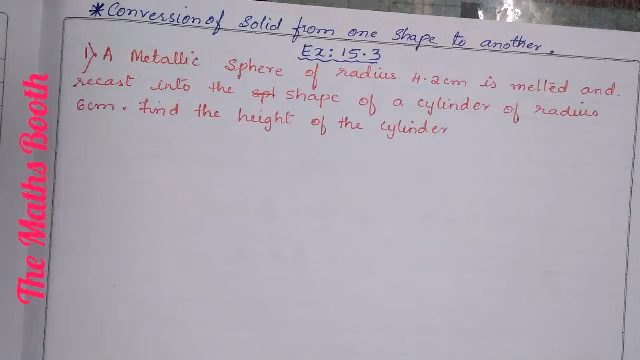 *Conversion of Solid from one Shape to another.
Ex: 15.3
1). A Metallic Sphere of radius 4.2cm is melted and.
recast into the shape of a cylinder of radius
6cm. find the height of the cylinder
The Maths Booth